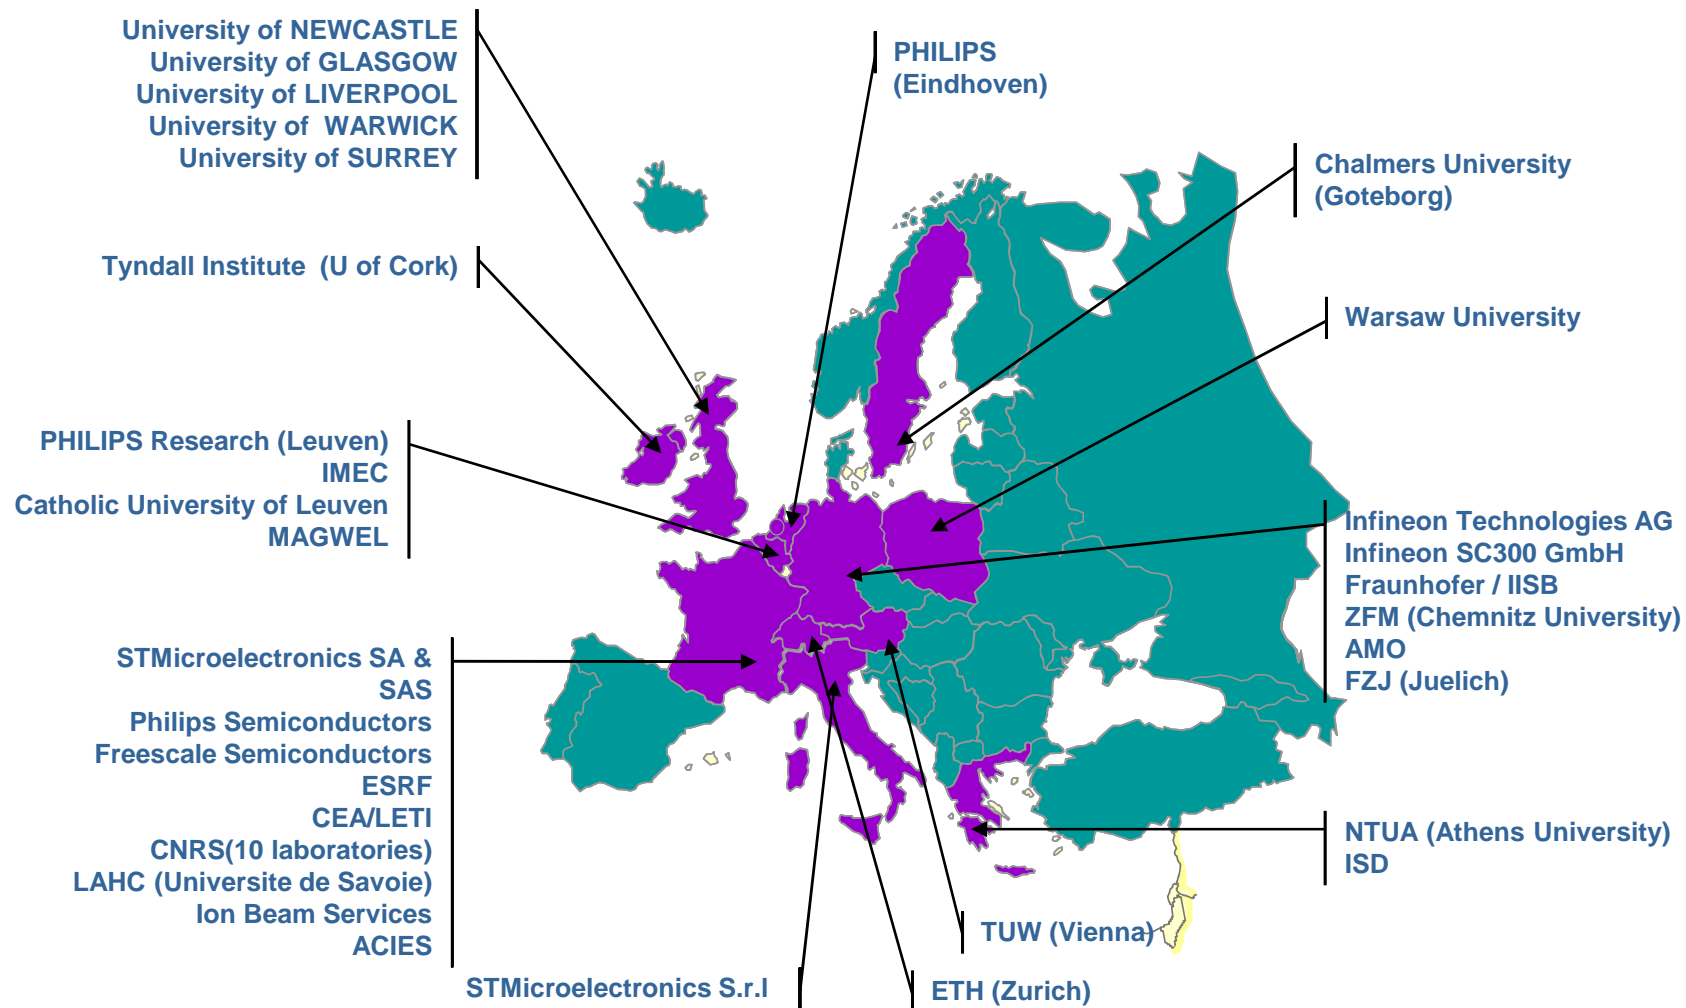 University of NEWCASTLE
University of GLASGOW
University of LIVERPOOL
University of WARWICK
University of SURREY
PHILIPS
(Eindhoven)
Chalmers University
(Goteborg)
Tyndall Institute (U of Cork)
Warsaw University
PHILIPS Research (Leuven)
IMEC
Catholic University of Leuven
MAGWEL
Infineon Technologies AG
Infineon SC300 GmbH
Fraunhofer / IISB
ZFM (Chemnitz University)
AMO
FZJ (Juelich)
STMicroelectronics SA &
SAS
Philips Semiconductors
Freescale Semiconductors
ESRF
CEA/LETI
CNRS(10 laboratories)
LAHC (Universite de Savoie)
Ion Beam Services
ACIES
NTUA (Athens University)
ISD
TUW (Vienna)
STMicroelectronics S.r.l
ETH (Zurich)